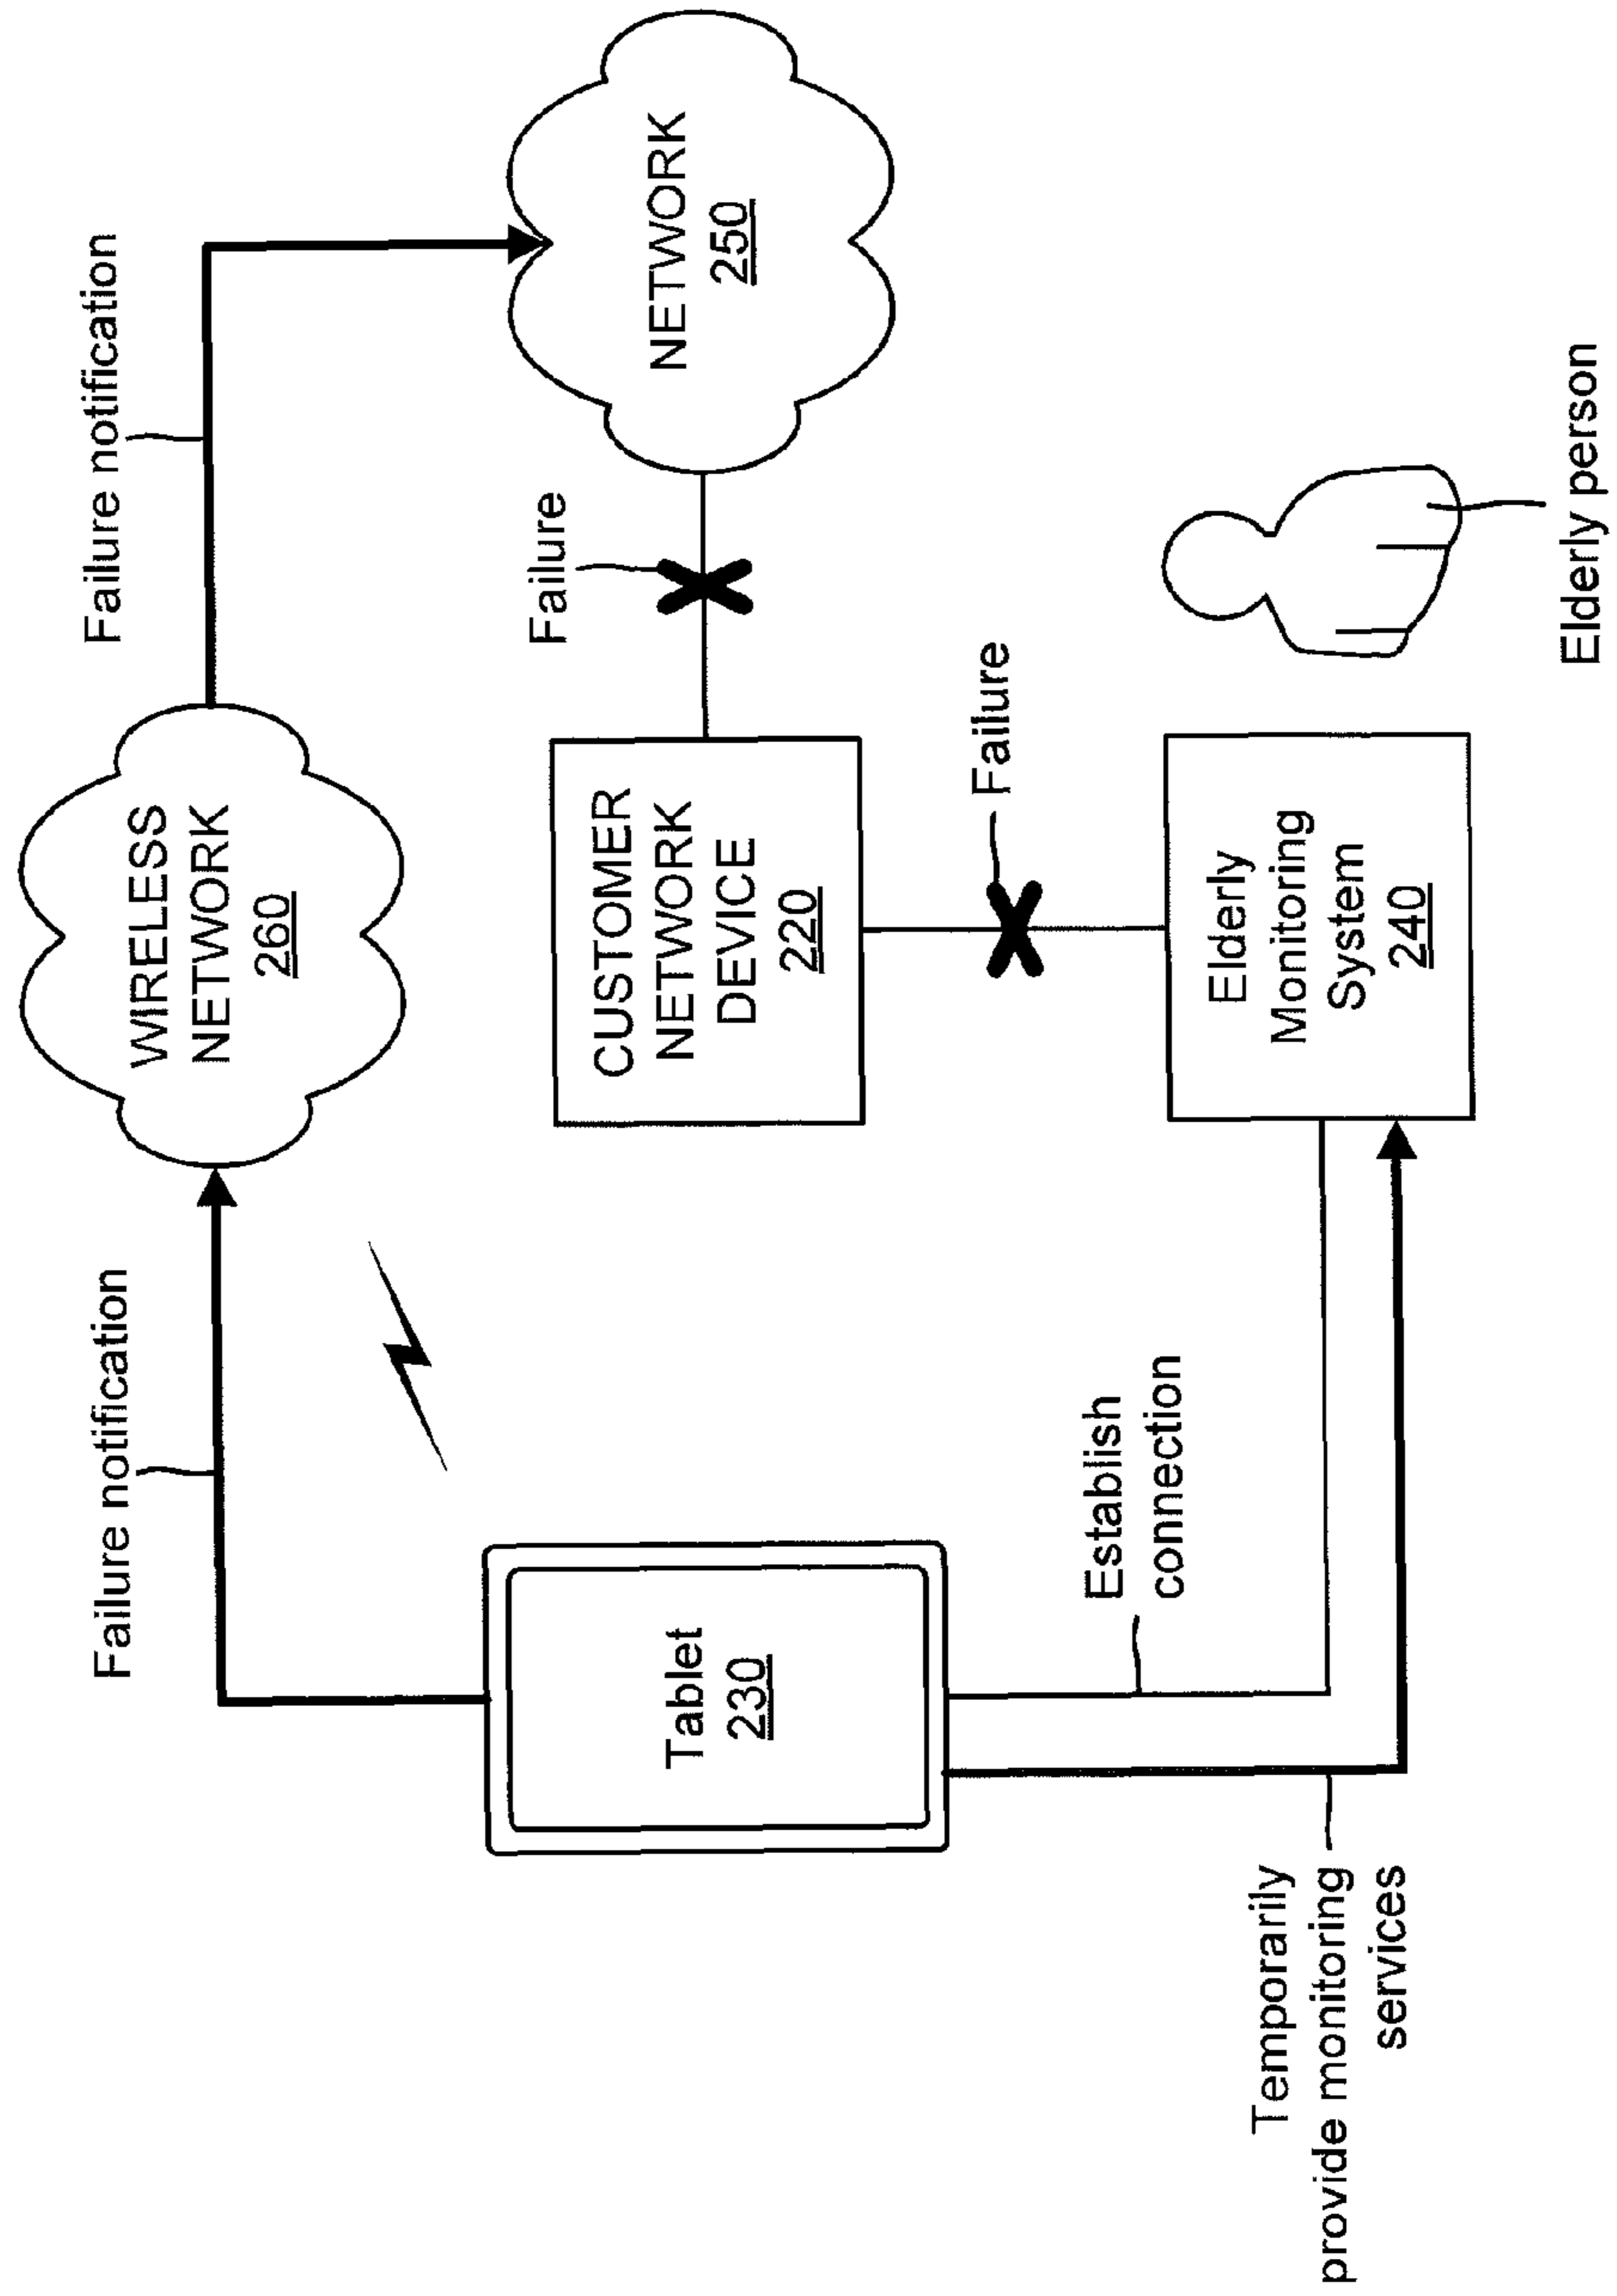 Failure notification
Failure notification
WIRELESS
NETWORK
260
Tablet
230
CUSTOMER
NETWORK
DEVICE
220
Failure
NETWORK
250
Establish
connection
Failure
Temporarily
provide monitoring
services
Elderly
Monitoring
System
240
Elderly person